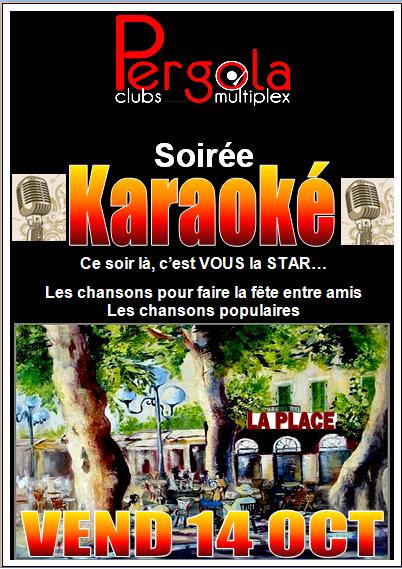 Pergola
clubs multiplex
Soirée
Karaoké
Ce soir là, c’est VOUS la STAR…
Les chansons pour faire la fête entre amis
Les chansons populaires
LA PLACE
VEND 14 OCT